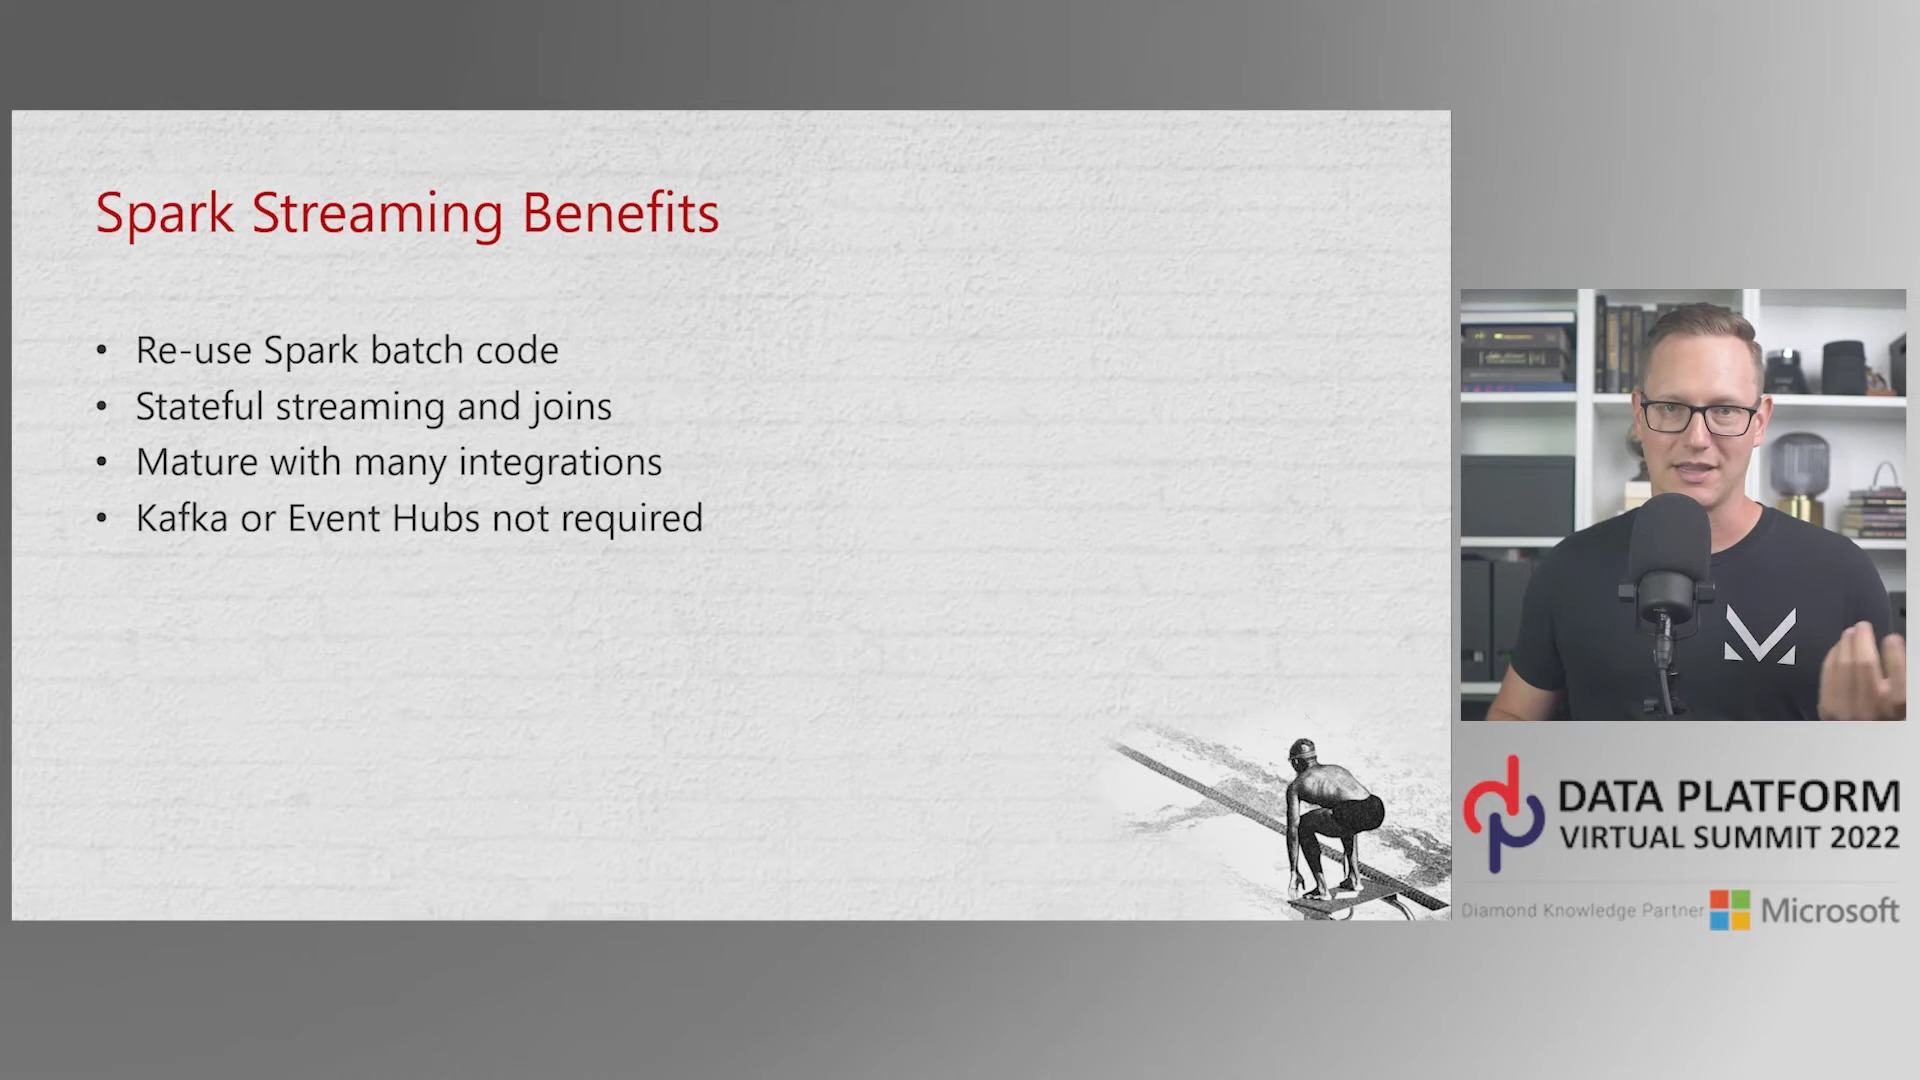 Spark Streaming Benefits
• Re-use Spark batch code
• Stateful streaming and joins
• Mature with many integrations
• Kafka or Event Hubs not required
DATA PLATFORM
VIRTUAL SUMMIT 2022
Diamond Knowledge Partner Microsoft